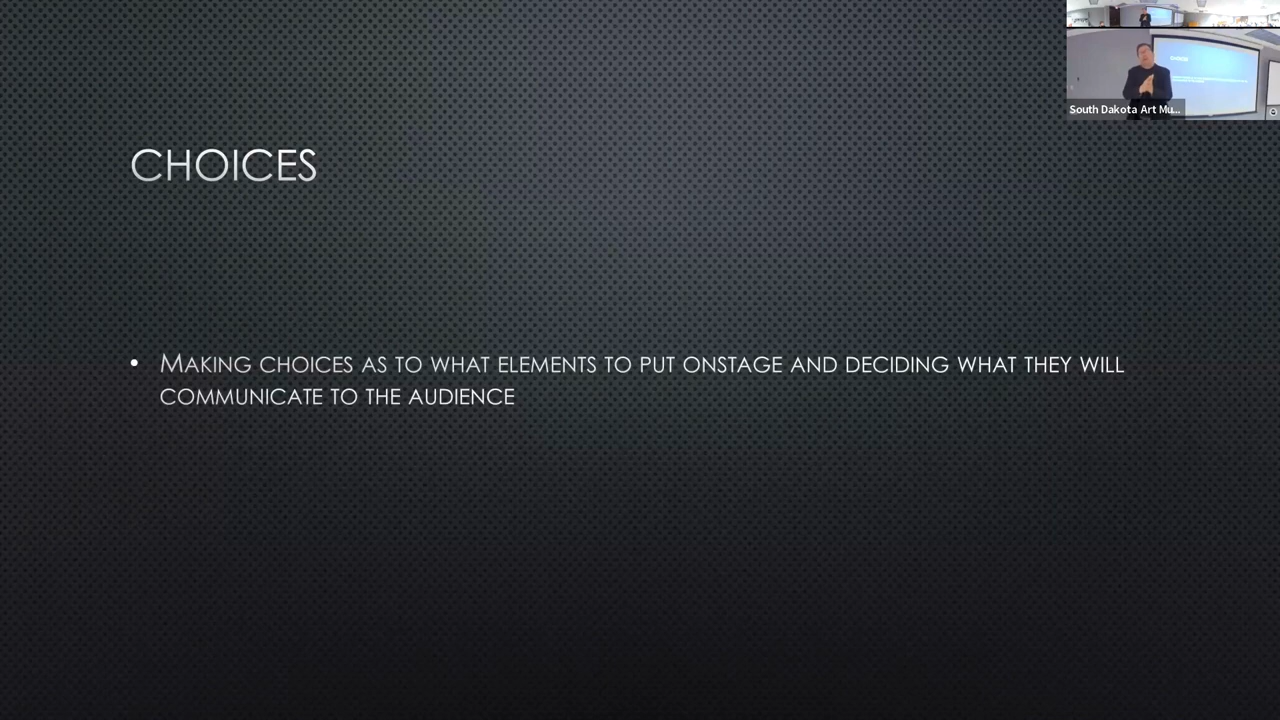 South Dakota Art Mu...
CHOICES
• MAKING CHOICES AS TO WHAT ELEMENTS TO PUT ONSTAGE AND DECIDING WHAT THEY WILL
COMMUNICATE TO THE AUDIENCE